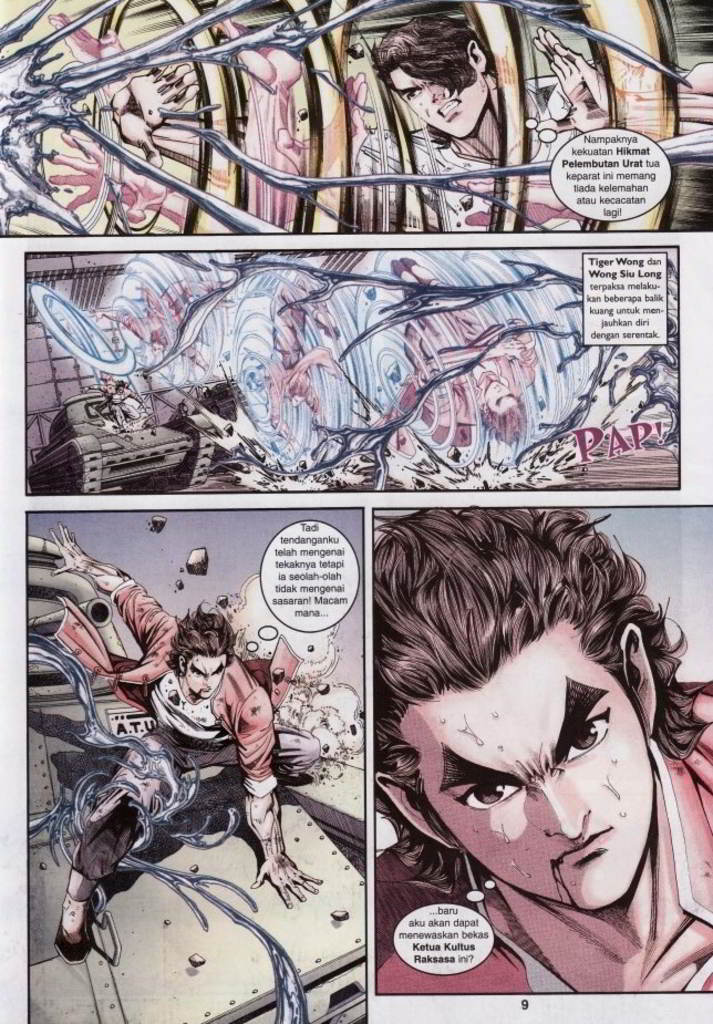 Nampaknya
kekuatan Hikmat
Pelembutan Urat tua
keparat ini memang
tiada kelemahan
atau kecacatan
lagi!
Tiger Wong dan
Wong Siu Long
terpaksa melaku-
kan beberapa balik
kuang untuk men-
jauhkan diri
dengan serentak.
PAP!
Tadi
tendanganku
telah mengenai
tekaknya tetapi
ia seolah-olah
tidak mengenai
sasaran! Macam
mana...
A.T.U
...baru
aku akan dapat
menewaskan bekas
Ketua Kultus
Raksasa ini?
9